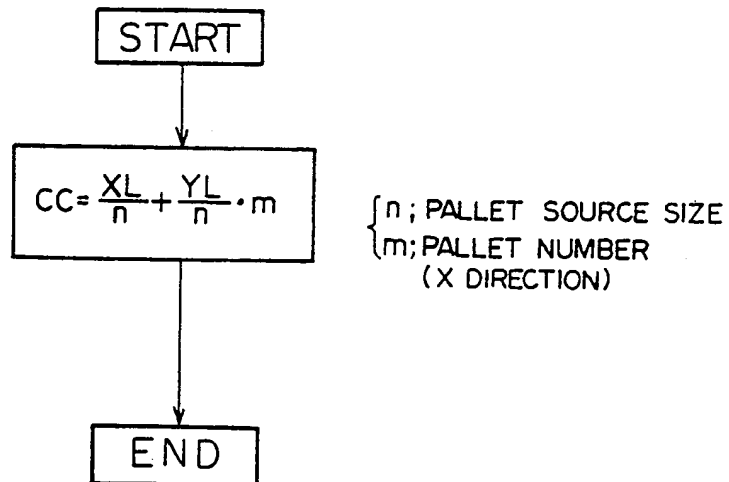 START
CC= XL/n + YL/n · m
n; PALLET SOURCE SIZE
m; PALLET NUMBER
(X DIRECTION)
END